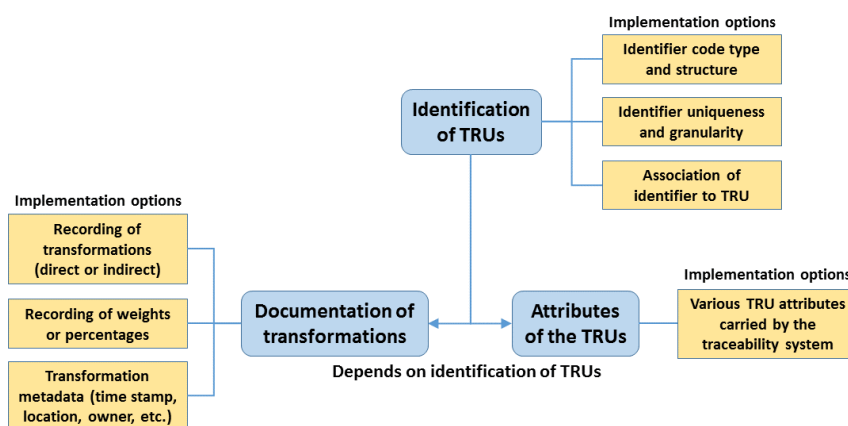 Implementation options
Identifier code type
and structure
Identification
of TRUs
Identifier uniqueness
and granularity
Association of
identifier to TRU
Implementation options
Recording of
transformations
(direct or indirect)
Recording of weights
or percentages
Transformation
metadata (time stamp,
location, owner, etc.)
Documentation of
transformations
Attributes
of the TRUs
Depends on identification of TRUs
Implementation options
Various TRU attributes
carried by the
traceability system